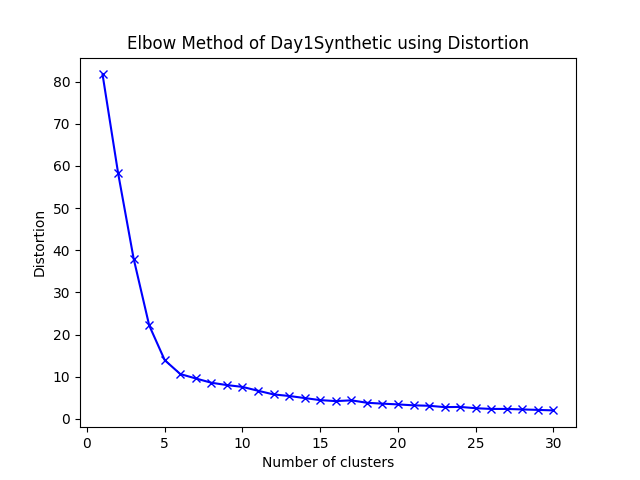 Elbow Method of Day1Synthetic using Distortion
80
70
60
50
40
30
20
10
0
Distortion
0 5 10 15 20 25 30
Number of clusters